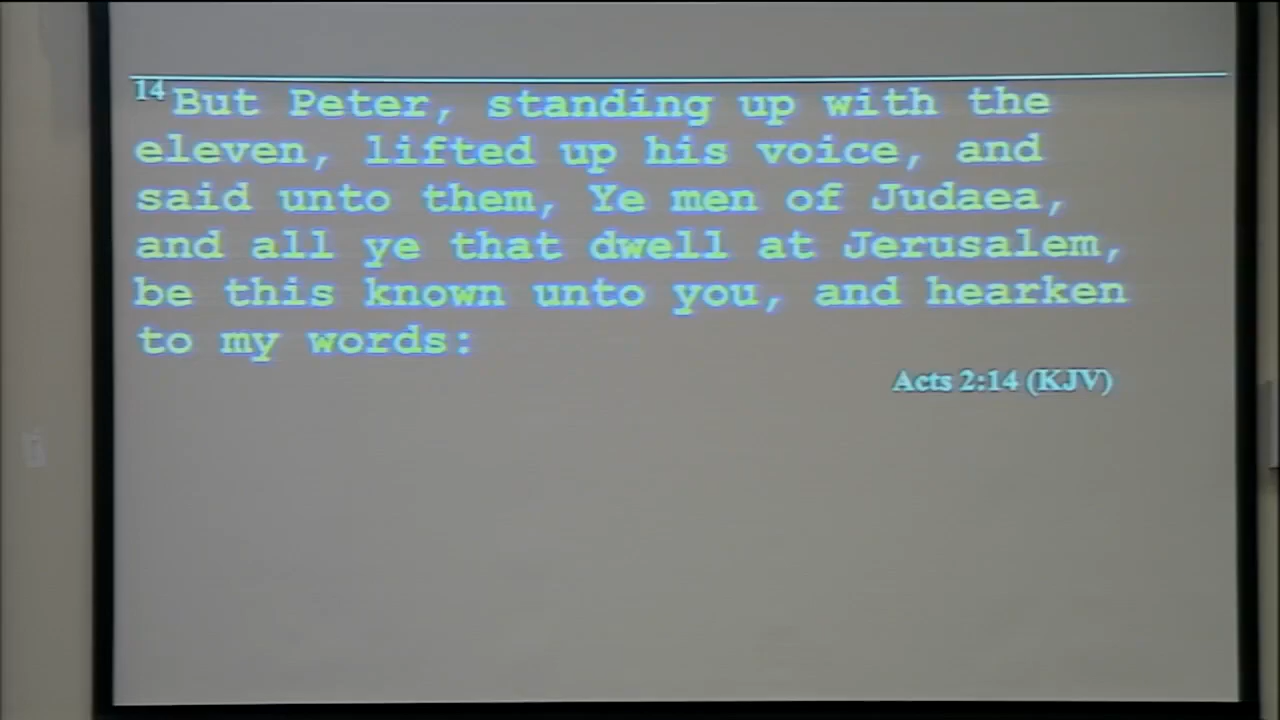 14 But Peter, standing up with the
eleven, lifted up his voice, and
said unto them, Ye men of Judaea,
and all ye that dwell at Jerusalem,
be this known unto you, and hearken
to my words:
Acts 2:14 (KJV)